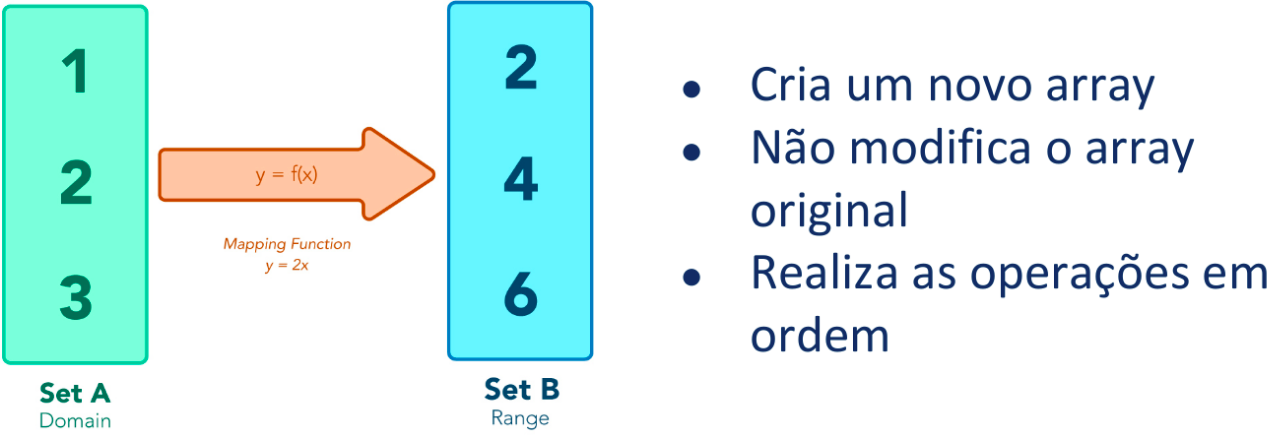 1
2
3
Set A
Domain
y = f(x)
Mapping Function
y = 2x
2
4
6
Set B
Range
• Cria um novo array
• Não modifica o array
original
• Realiza as operações em
ordem